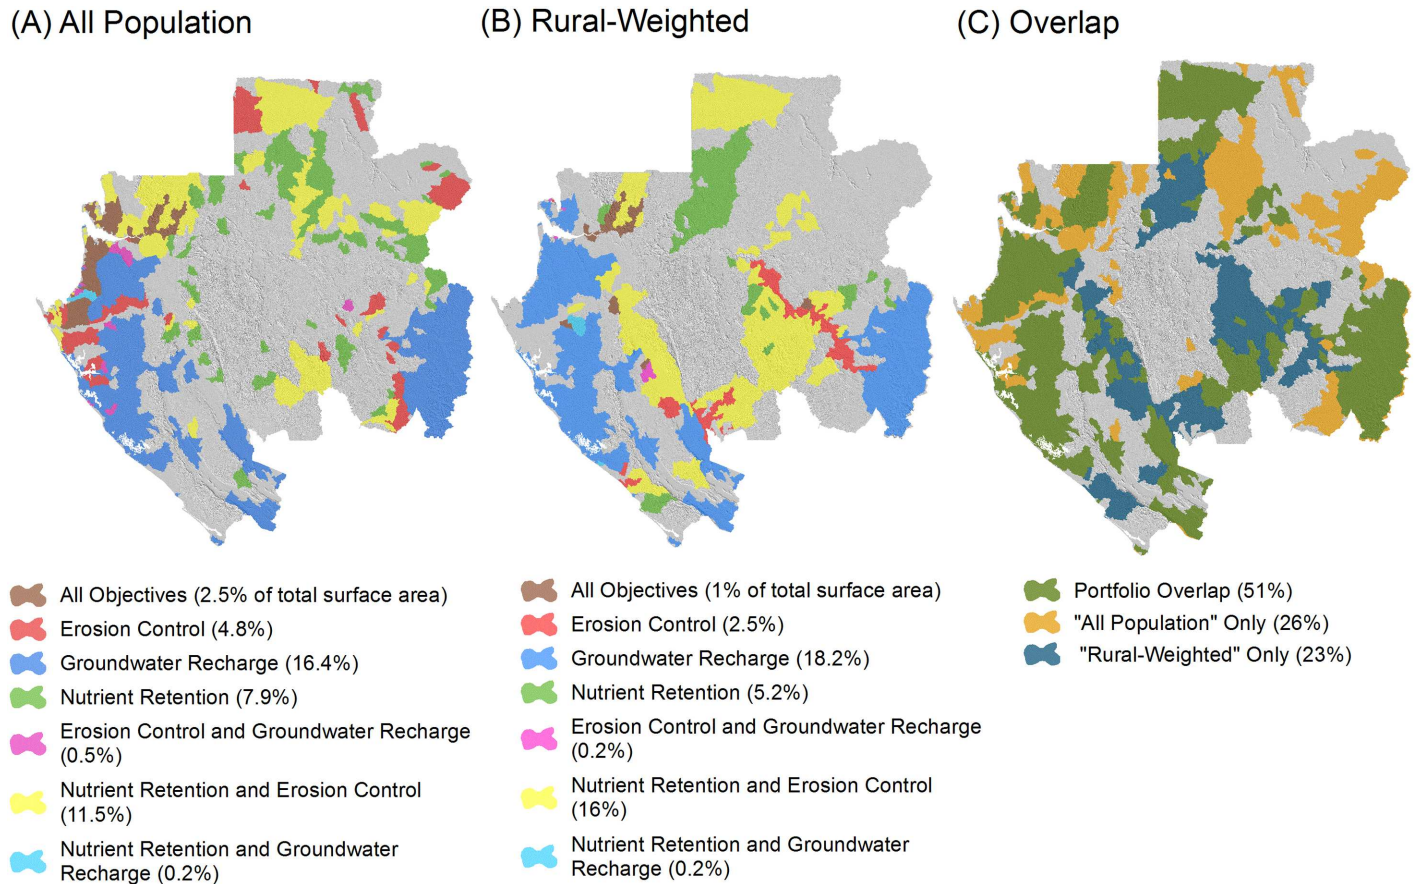 (A) All Population
(B) Rural-Weighted
(C) Overlap
All Objectives (2.5% of total surface area)
Erosion Control (4.8%)
Groundwater Recharge (16.4%)
Nutrient Retention (7.9%)
Erosion Control and Groundwater Recharge
(0.5%)
Nutrient Retention and Erosion Control
(11.5%)
Nutrient Retention and Groundwater
Recharge (0.2%)
All Objectives (1% of total surface area)
Erosion Control (2.5%)
Groundwater Recharge (18.2%)
Nutrient Retention (5.2%)
Erosion Control and Groundwater Recharge
(0.2%)
Nutrient Retention and Erosion Control
(16%)
Nutrient Retention and Groundwater
Recharge (0.2%)
Portfolio Overlap (51%)
"All Population" Only (26%)
"Rural-Weighted" Only (23%)